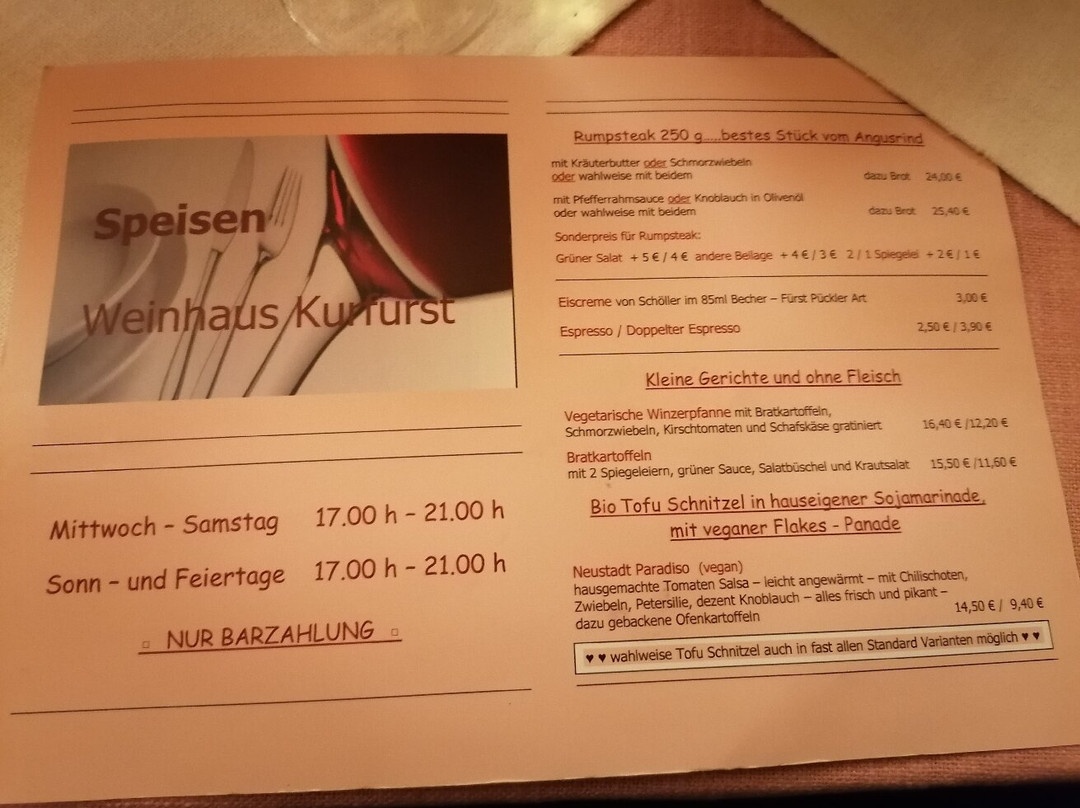 Speisen
Weinhaus Kurfürst
Mittwoch – Samstag 17.00 h – 21.00 h
Sonn – und Feiertage 17.00 h – 21.00 h
▯ NUR BARZAHLUNG ▯
Rumpsteak 250 g.....bestes Stück vom Angusrind
mit Kräuterbutter oder Schmorzwiebeln
oder wahlweise mit beidem dazu Brot 24,00 €
mit Pfefferrahmsauce oder Knoblauch in Olivenöl
oder wahlweise mit beidem dazu Brot 25,40 €
Sonderpreis für Rumpsteak:
Grüner Salat + 5 € / 4 € andere Beilage + 4 € / 3 € 2 / 1 Spiegelei + 2 € / 1 €
Eiscreme von Schöller im 85ml Becher – Fürst Pückler Art 3,00 €
Espresso / Doppelter Espresso 2,50 € / 3,90 €
Kleine Gerichte und ohne Fleisch
Vegetarische Winzerpfanne mit Bratkartoffeln,
Schmorzwiebeln, Kirschtomaten und Schafskäse gratiniert 16,40 € /12,20 €
Bratkartoffeln
mit 2 Spiegeleiern, grüner Sauce, Salatbüschel und Krautsalat 15,50 € /11,60 €
Bio Tofu Schnitzel in hauseigener Sojamarinade,
mit veganer Flakes - Panade
Neustadt Paradiso (vegan)
hausgemachte Tomaten Salsa – leicht angewärmt – mit Chilischoten,
Zwiebeln, Petersilie, dezent Knoblauch – alles frisch und pikant –
dazu gebackene Ofenkartoffeln 14,50 € / 9,40 €
♥ ♥ wahlweise Tofu Schnitzel auch in fast allen Standard Varianten möglich ♥ ♥